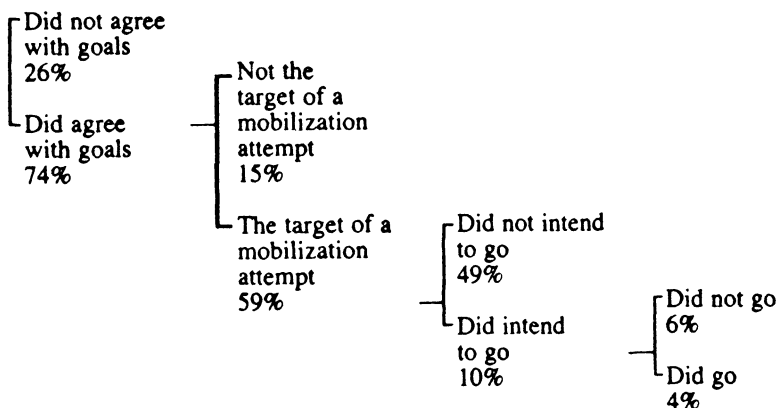 Did not agree
with goals
26%
Did agree
with goals
74%
Not the
target of a
mobilization
attempt
15%
The target of a
mobilization
attempt
59%
Did not intend
to go
49%
Did intend
to go
10%
Did not go
6%
Did go
4%